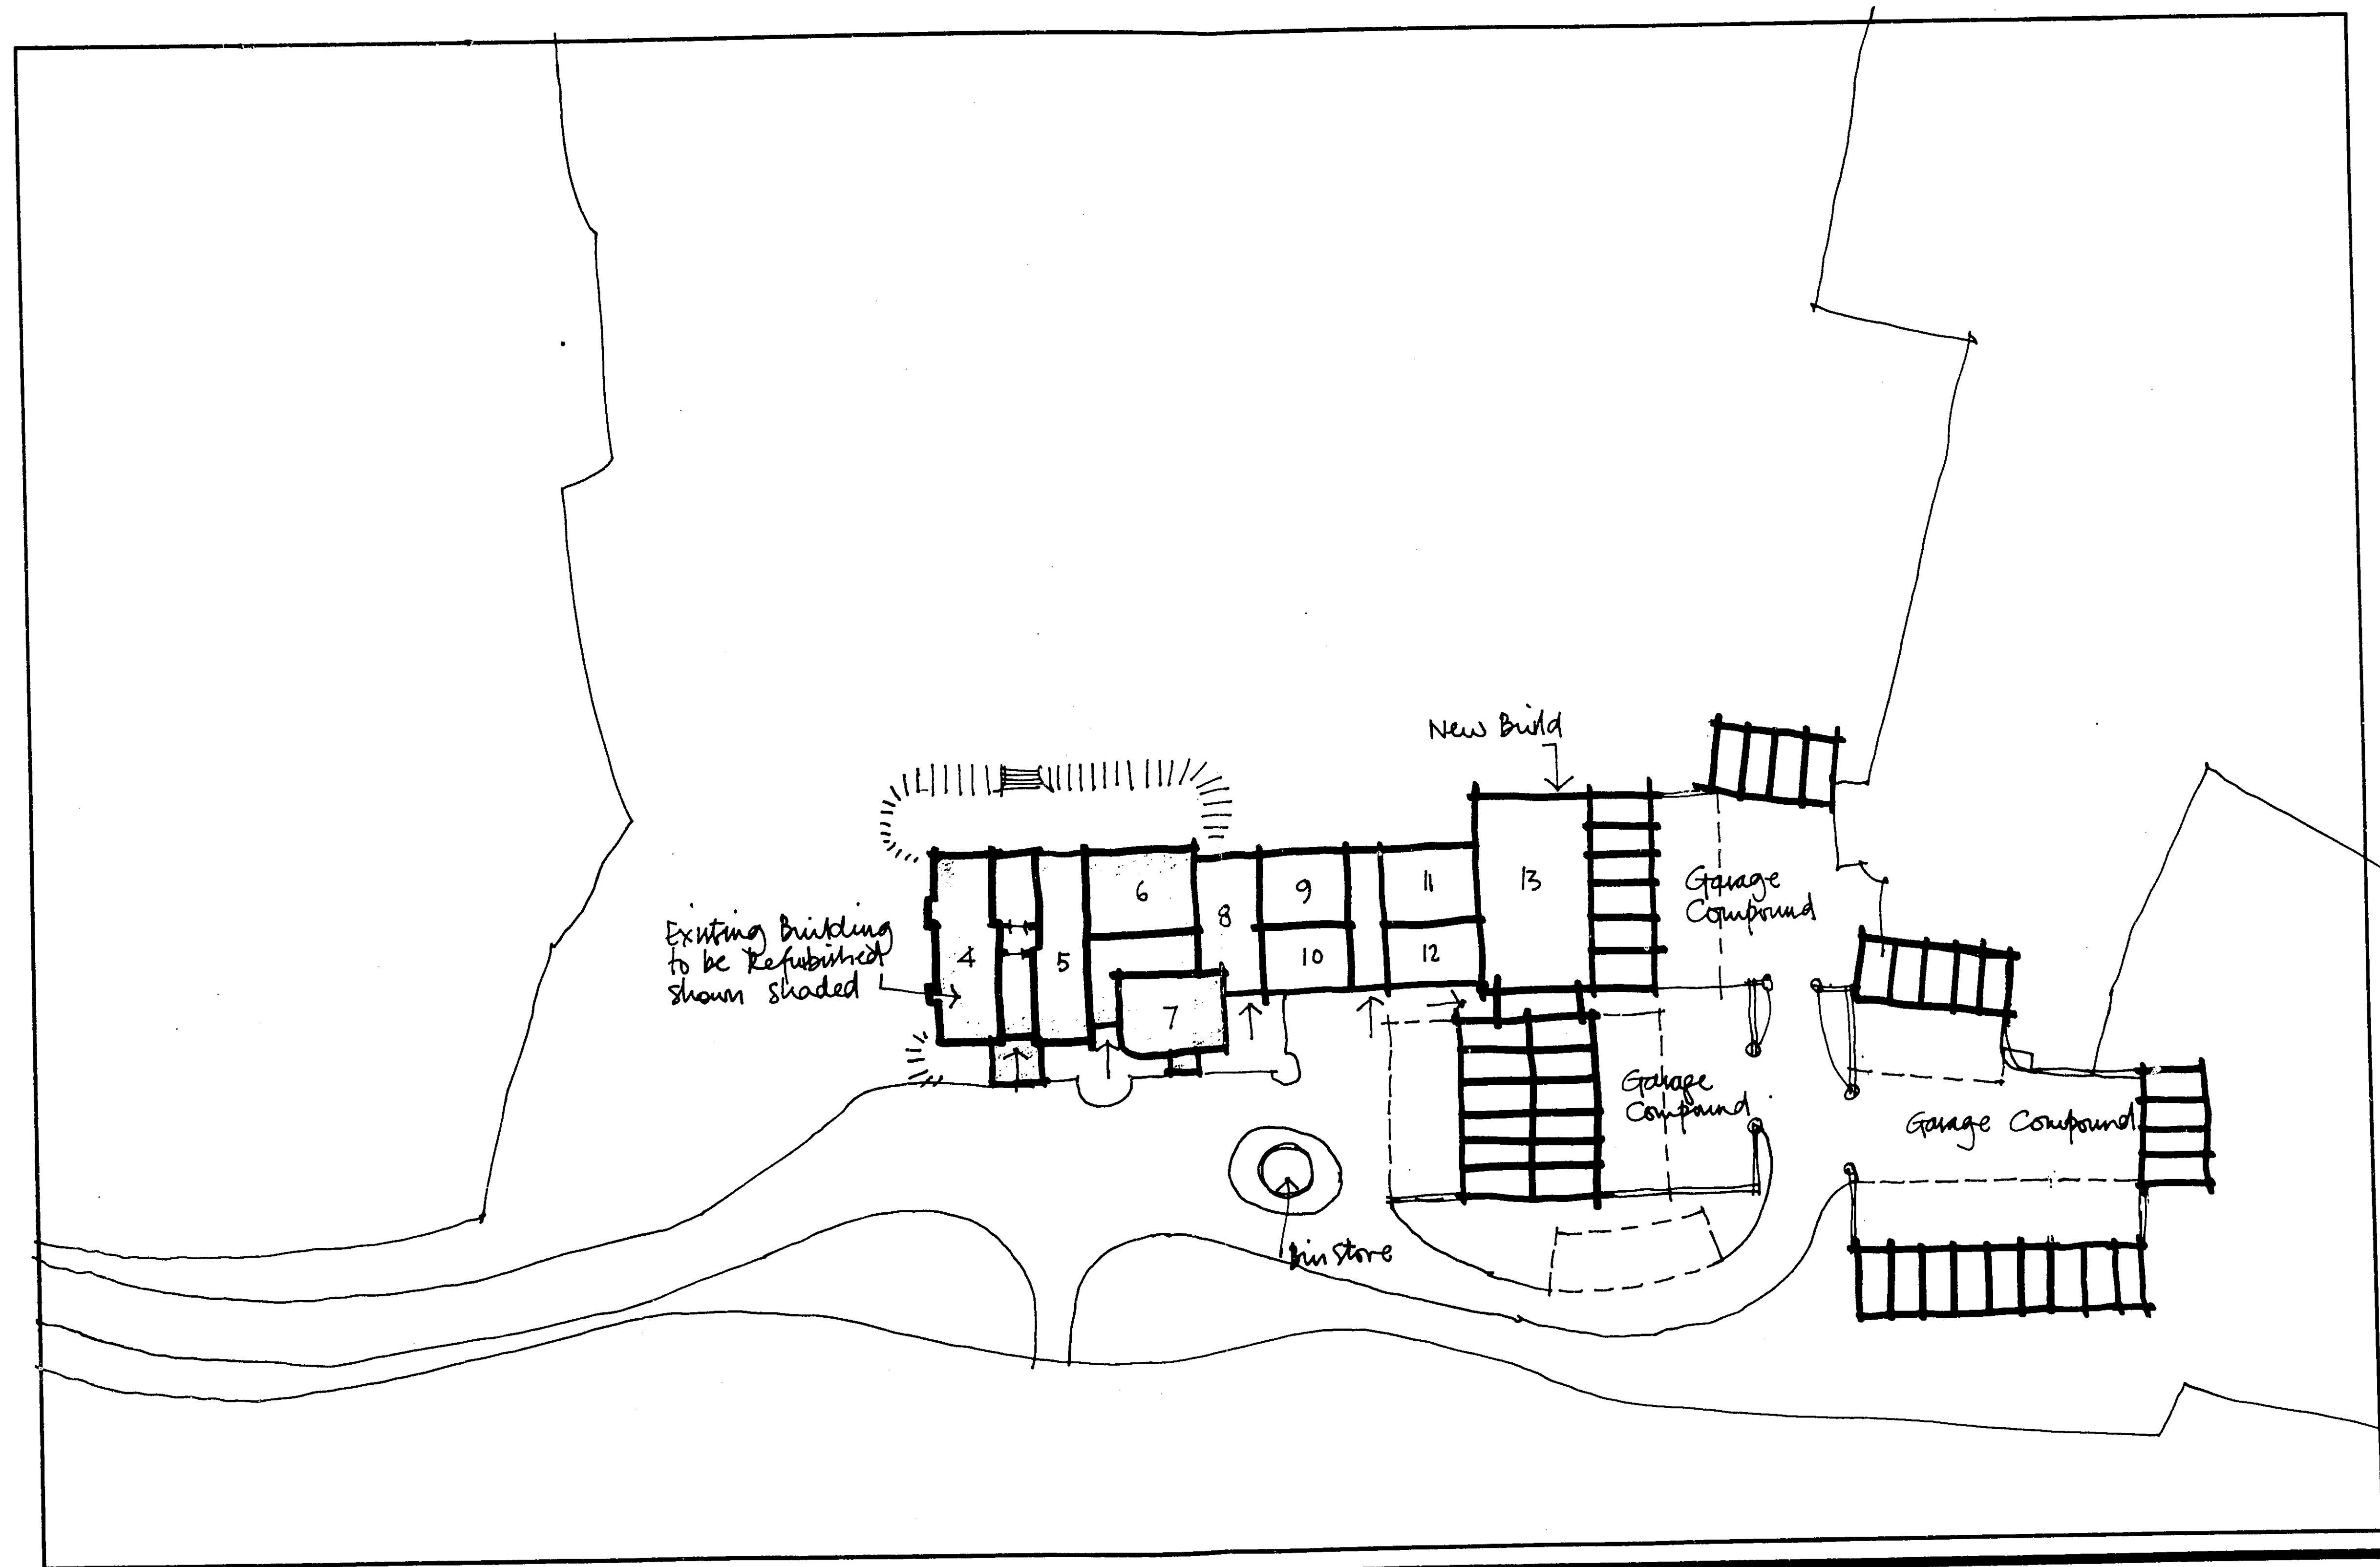 New Build
Existing Building
to be Refurbished
shown shaded
4
5
6
7
8
9
10
11
12
13
Garage
Compound
Garage
Compound
Garage Compound
Bin Store